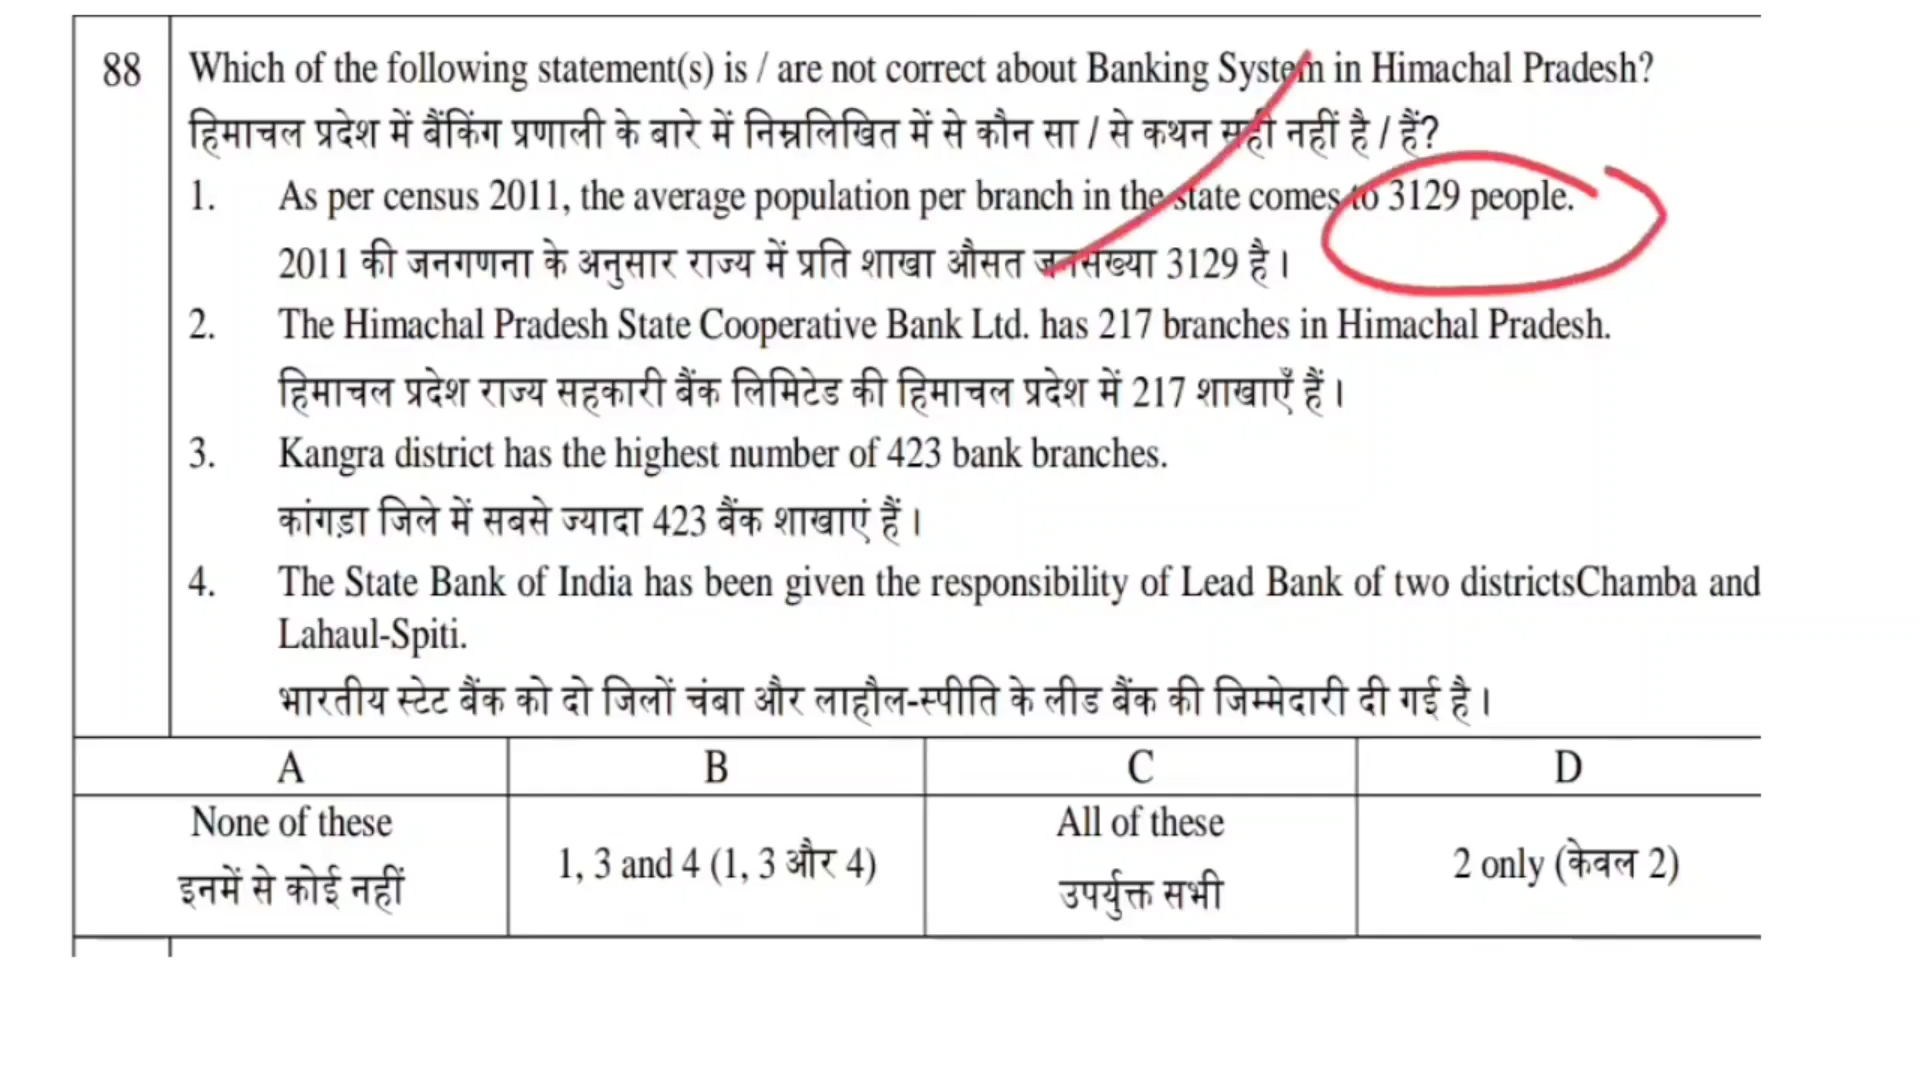 88
Which of the following statement(s) is / are not correct about Banking System in Himachal Pradesh?
हिमाचल प्रदेश में बैंकिंग प्रणाली के बारे में निम्नलिखित में से कौन सा / से कथन सही नहीं है / हैं?
1. As per census 2011, the average population per branch in the state comes to 3129 people.
2011 की जनगणना के अनुसार राज्य में प्रति शाखा औसत जनसंख्या 3129 है।
2. The Himachal Pradesh State Cooperative Bank Ltd. has 217 branches in Himachal Pradesh.
हिमाचल प्रदेश राज्य सहकारी बैंक लिमिटेड की हिमाचल प्रदेश में 217 शाखाएँ हैं।
3. Kangra district has the highest number of 423 bank branches.
कांगड़ा जिले में सबसे ज्यादा 423 बैंक शाखाएं हैं।
4. The State Bank of India has been given the responsibility of Lead Bank of two districtsChamba and
Lahaul-Spiti.
भारतीय स्टेट बैंक को दो जिलों चंबा और लाहौल-स्पीति के लीड बैंक की जिम्मेदारी दी गई है।
A B C D
None of these
इनमें से कोई नहीं
1, 3 and 4 (1, 3 और 4)
All of these
उपर्युक्त सभी
2 only (केवल 2)